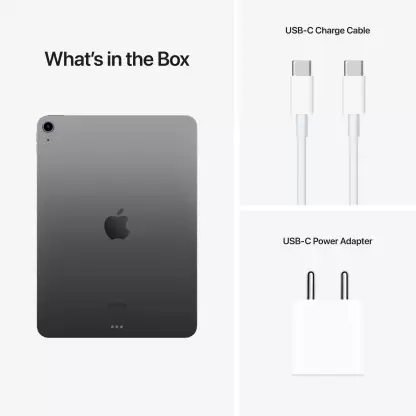 What's in the Box
USB-C Charge Cable
USB-C Power Adapter